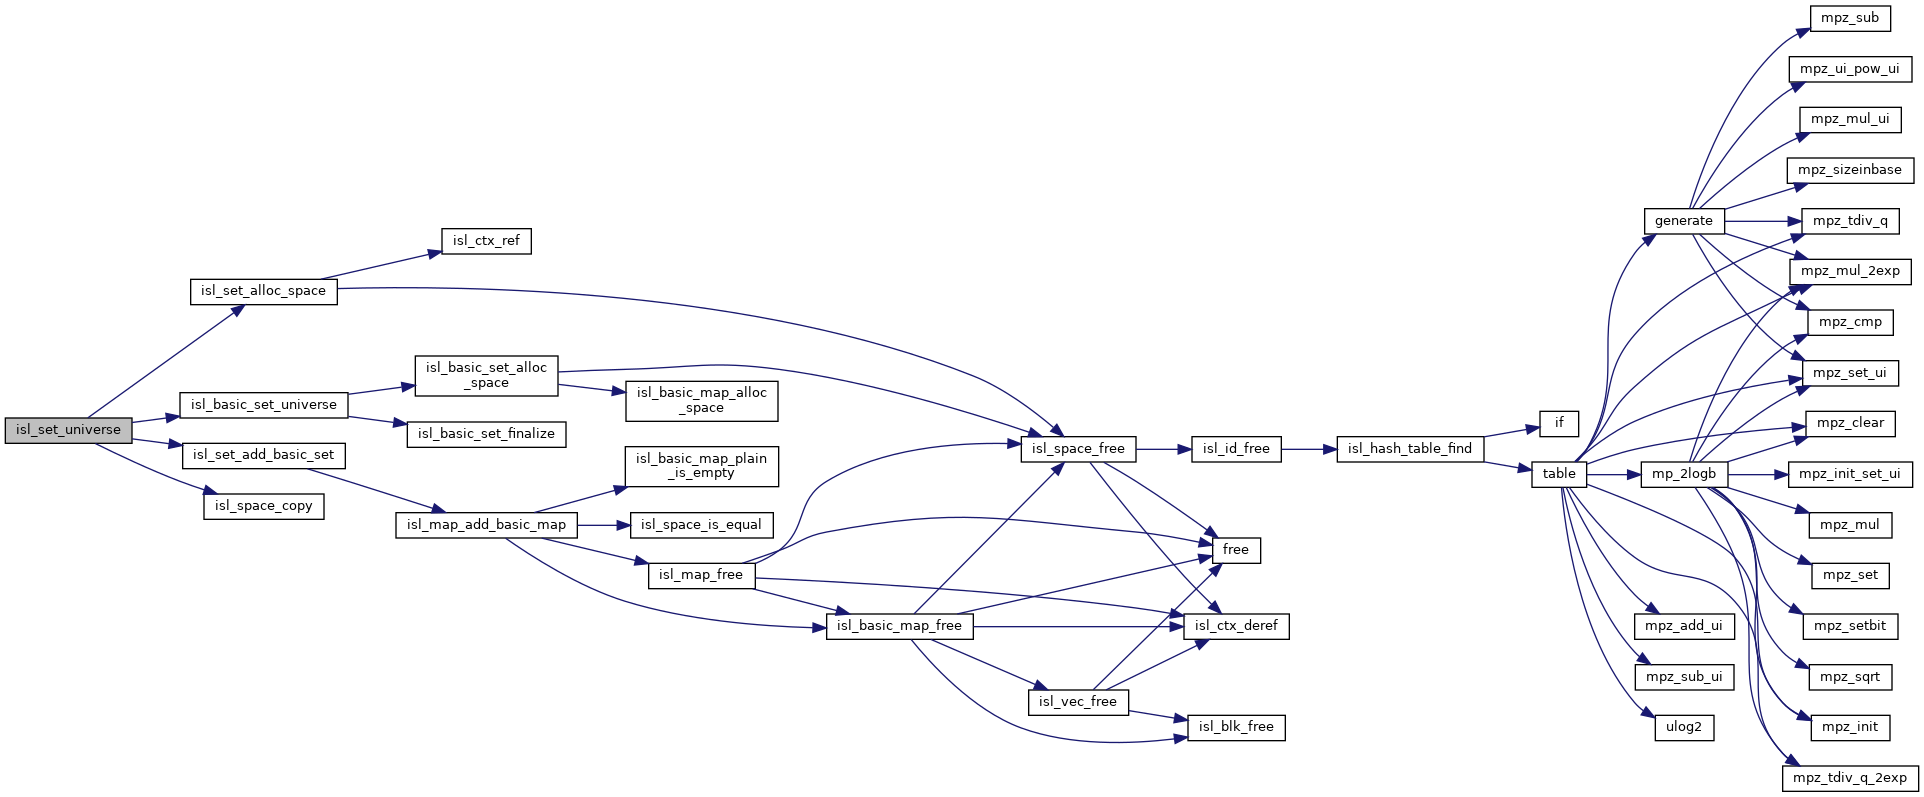 isl_set_universe
isl_set_alloc_space
isl_basic_set_universe
isl_set_add_basic_set
isl_space_copy
isl_ctx_ref
isl_basic_set_alloc
_space
isl_basic_set_finalize
isl_map_add_basic_map
isl_basic_map_alloc
_space
isl_basic_map_plain
_is_empty
isl_space_is_equal
isl_map_free
isl_basic_map_free
isl_space_free
isl_vec_free
isl_id_free
free
isl_ctx_deref
isl_blk_free
isl_hash_table_find
if
table
generate
mp_2logb
mpz_add_ui
mpz_sub_ui
ulog2
mpz_sub
mpz_ui_pow_ui
mpz_mul_ui
mpz_sizeinbase
mpz_tdiv_q
mpz_mul_2exp
mpz_cmp
mpz_set_ui
mpz_clear
mpz_init_set_ui
mpz_mul
mpz_set
mpz_setbit
mpz_sqrt
mpz_init
mpz_tdiv_q_2exp